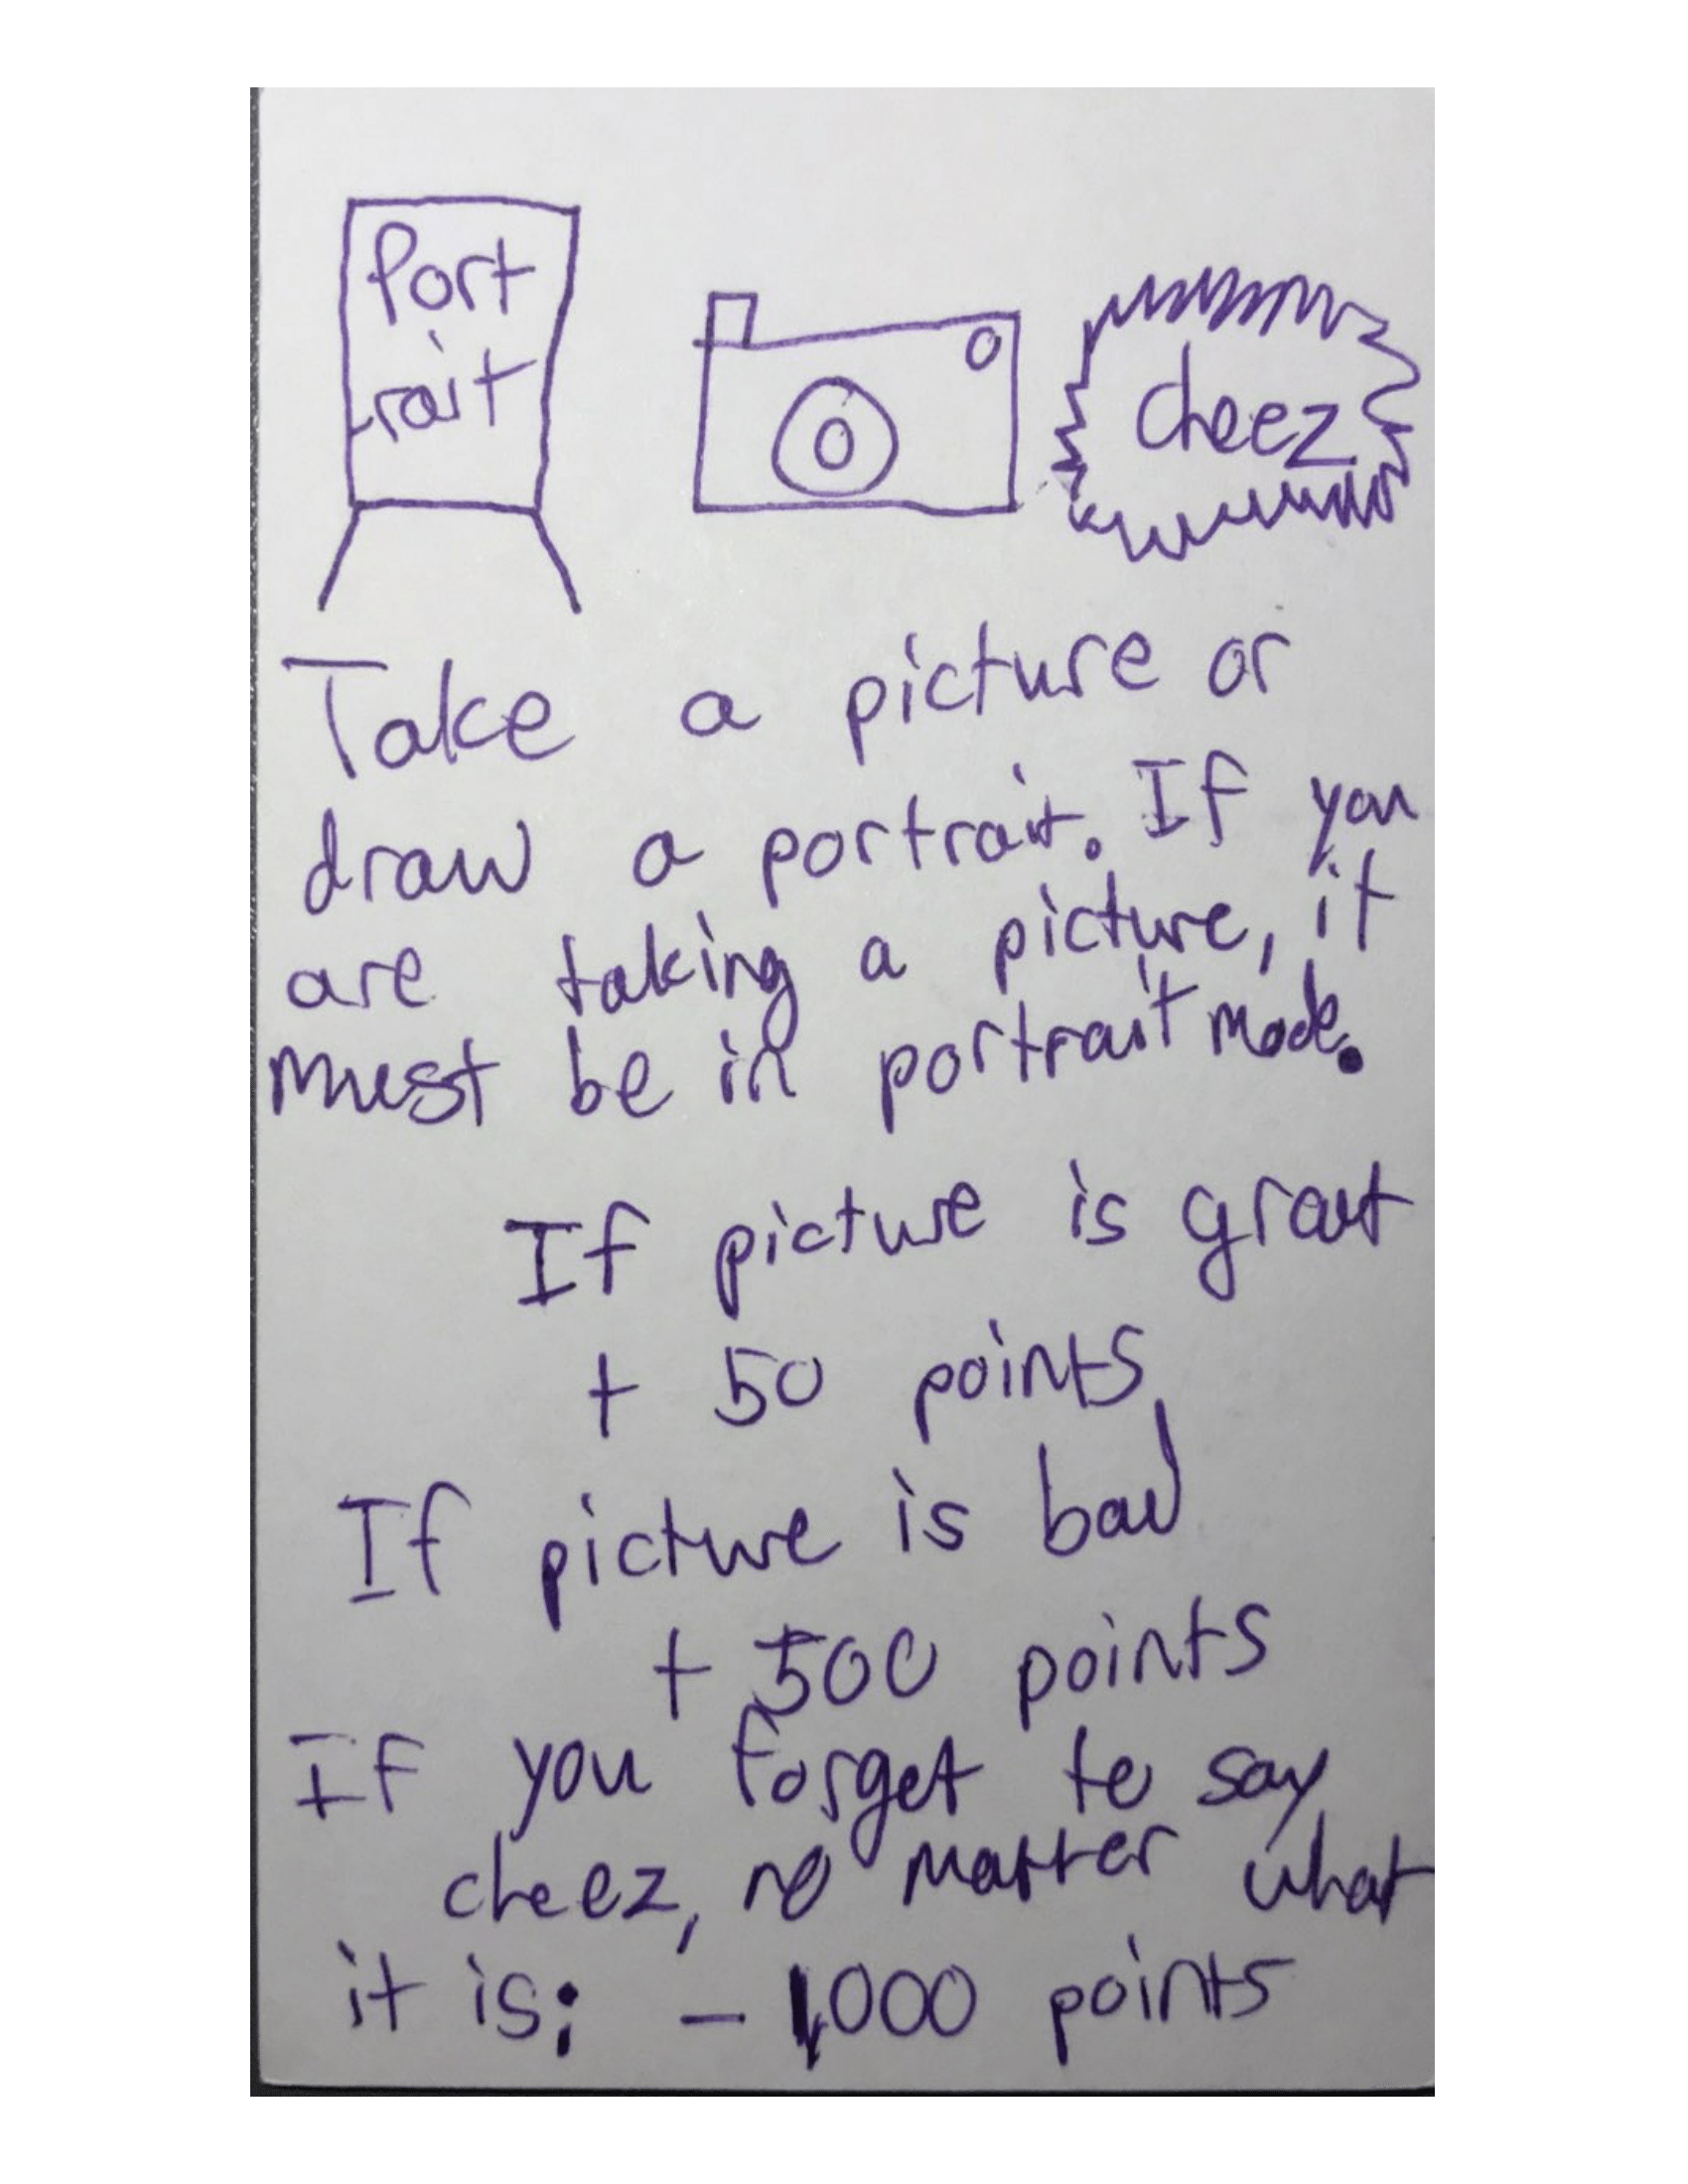 Port
rait
cheez
Take a picture or
draw a portrait. If you
are taking a picture, it
must be in portrait mode.
If picture is grat
+ 50 points
If picture is bad
+ 500 points
If you forget to say
cheez, no matter what
it is: - 1,000 points